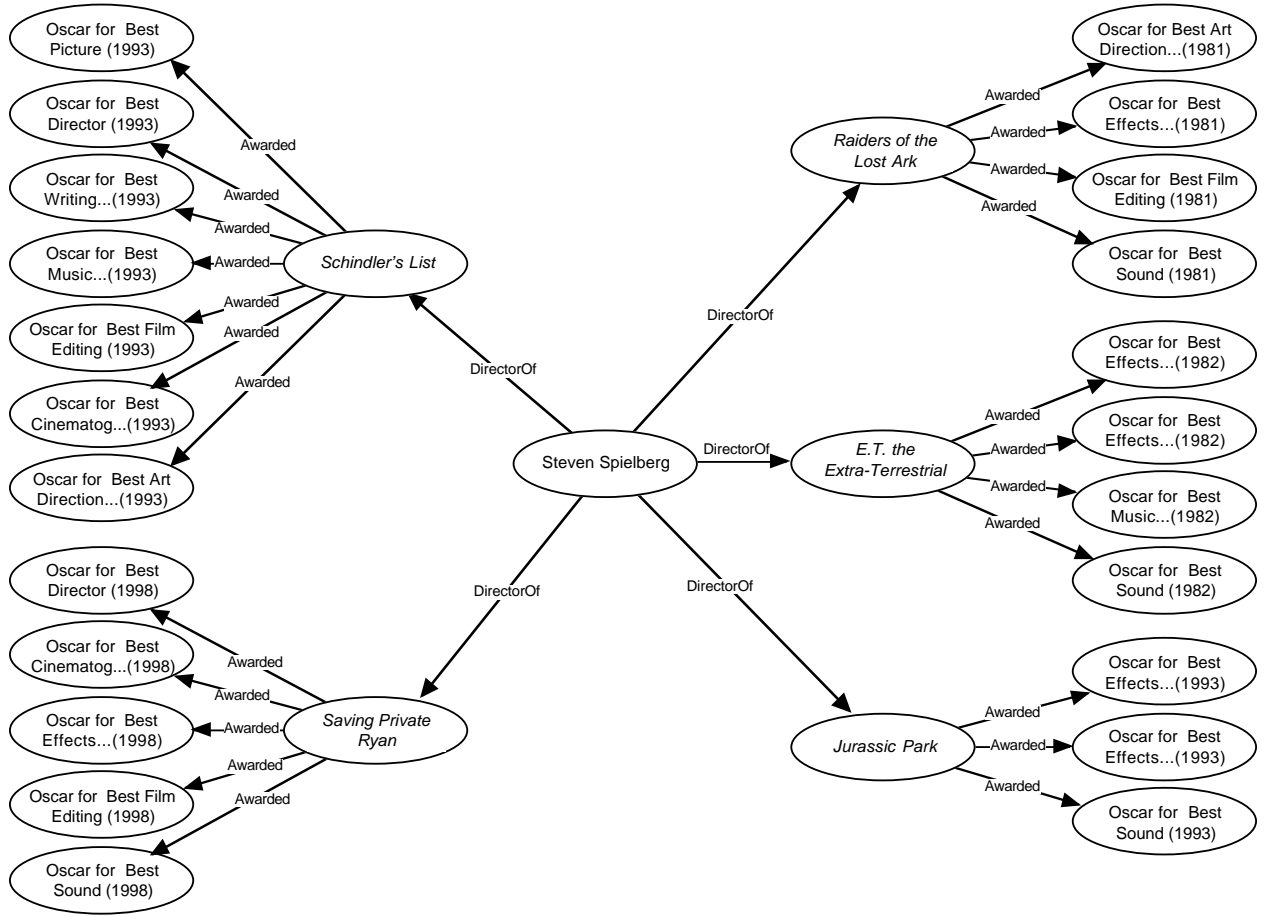 Oscar for Best
Picture (1993)
Oscar for Best
Director (1993)
Oscar for Best
Writing...(1993)
Oscar for Best
Music...(1993)
Oscar for Best Film
Editing (1993)
Oscar for Best
Cinematog...(1993)
Oscar for Best Art
Direction...(1993)
Awarded
Awarded
Awarded
Awarded
Awarded
Awarded
Awarded
Schindler's List
DirectorOf
Oscar for Best
Director (1998)
Oscar for Best
Cinematog...(1998)
Oscar for Best
Effects...(1998)
Oscar for Best Film
Editing (1998)
Oscar for Best
Sound (1998)
Awarded
Awarded
Awarded
Awarded
Awarded
Saving Private
Ryan
DirectorOf
Steven Spielberg
DirectorOf
Raiders of the
Lost Ark
Awarded
Awarded
Awarded
Awarded
Oscar for Best Art
Direction...(1981)
Oscar for Best
Effects...(1981)
Oscar for Best Film
Editing (1981)
Oscar for Best
Sound (1981)
DirectorOf
E.T. the
Extra-Terrestrial
Awarded
Awarded
Awarded
Awarded
Oscar for Best
Effects...(1982)
Oscar for Best
Effects...(1982)
Oscar for Best
Music...(1982)
Oscar for Best
Sound (1982)
DirectorOf
Jurassic Park
Awarded
Awarded
Awarded
Oscar for Best
Effects...(1993)
Oscar for Best
Effects...(1993)
Oscar for Best
Sound (1993)